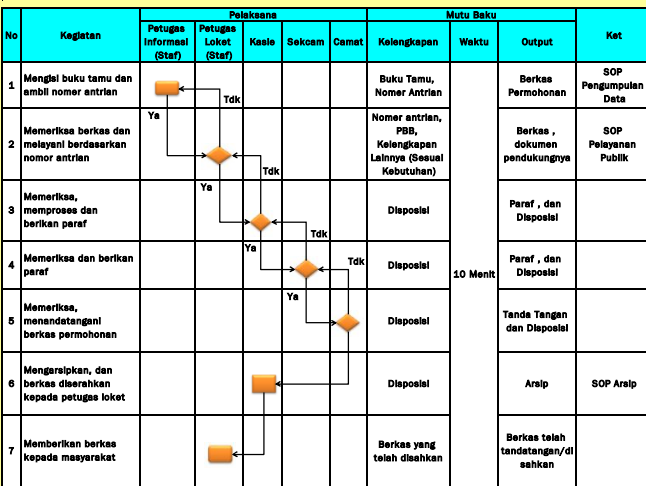 Pelaksana
Mutu Baku
No
Kegiatan
Petugas
Informasi
(Staf)
Petugas
Loket
(Staf)
Kasie
Sekcam
Camat
Kelengkapan
Waktu
Output
Ket
1
Mengisi buku tamu dan
ambil nomer antrian
Tdk
Buku Tamu,
Nomer Antrian
Berkas
Permohonan
SOP
Pengumpulan
Data
Ya
2
Memeriksa berkas dan
melayani berdasarkan
nomor antrian
Tdk
Nomer antrian,
PBB,
Kelengkapan
Lainnya (Sesuai
Kebutuhan)
Berkas ,
dokumen
pendukungnya
SOP
Pelayanan
Publik
Ya
3
Memeriksa,
memproses dan
berikan paraf
Tdk
Disposisi
Paraf , dan
Disposisi
Ya
4
Memeriksa dan berikan
paraf
Tdk
Disposisi
10 Menit
Paraf , dan
Disposisi
Ya
5
Memeriksa,
menandatangani
berkas permohonan
Disposisi
Tanda Tangan
dan Disposisi
6
Mengarsipkan, dan
berkas diserahkan
kepada petugas loket
Disposisi
Arsip
SOP Arsip
7
Memberikan berkas
kepada masyarakat
Berkas yang
telah disahkan
Berkas telah
tandatangan/di
sahkan